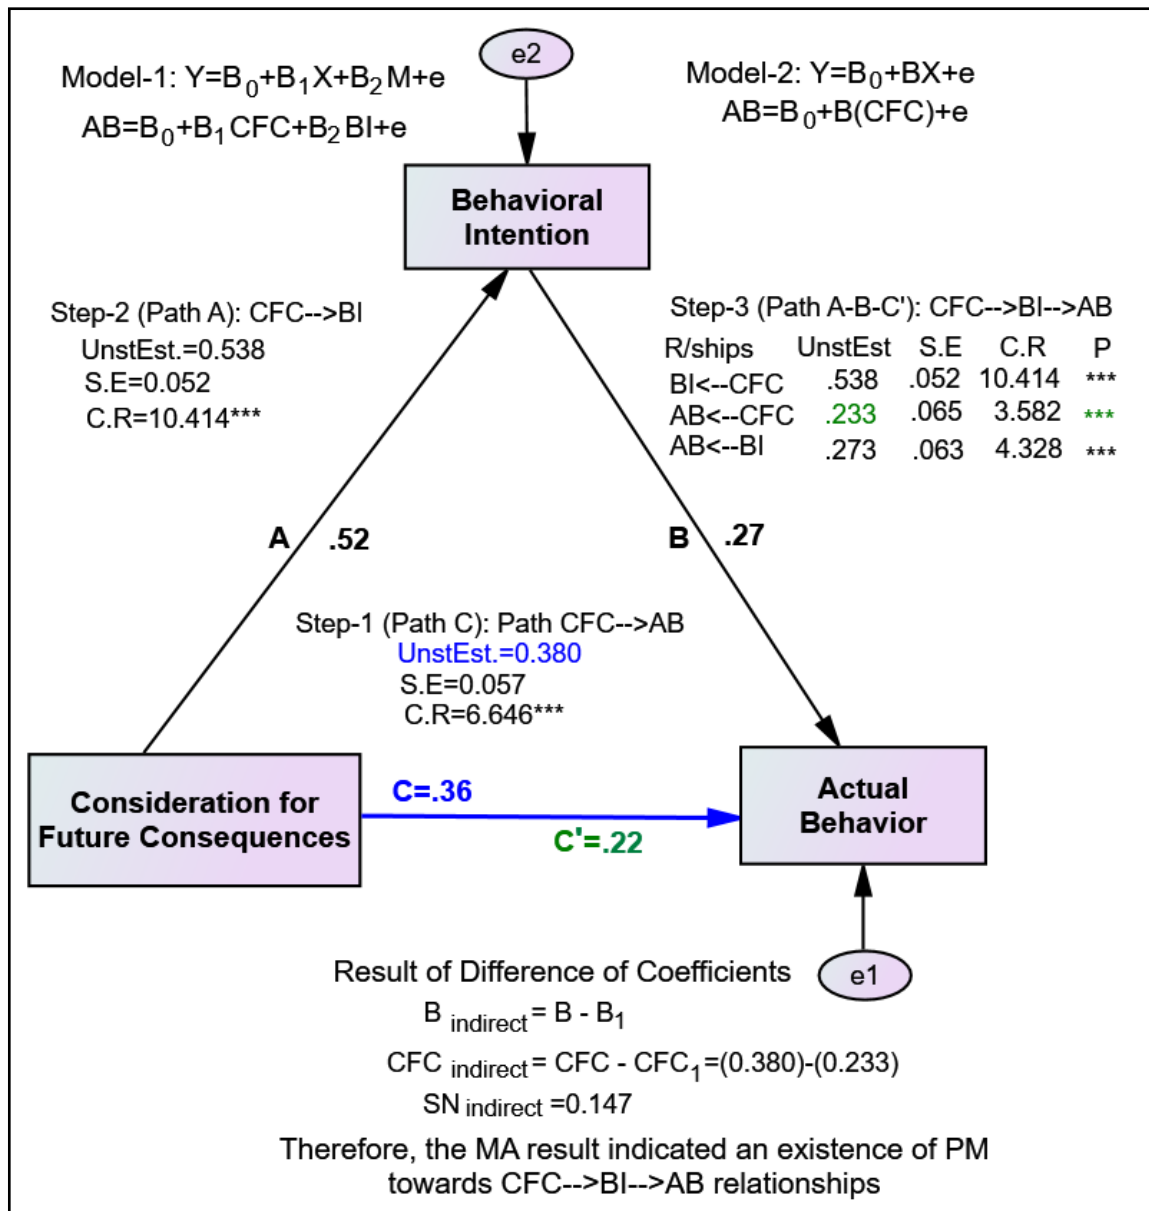 e2
Model-1: Y=B0+B1X+B2M+e
AB=B0+B1CFC+B2BI+e
Model-2: Y=B0+BX+e
AB=B0+B(CFC)+e
Behavioral
Intention
Step-2 (Path A): CFC-->BI
UnstEst.=0.538
S.E=0.052
C.R=10.414***
Step-3 (Path A-B-C'): CFC-->BI-->AB
R/ships UnstEst S.E C.R P
BI<--CFC .538 .052 10.414 ***
AB<--CFC .233 .065 3.582 ***
AB<--BI .273 .063 4.328 ***
A .52
B .27
Step-1 (Path C): Path CFC-->AB
UnstEst.=0.380
S.E=0.057
C.R=6.646***
Consideration for
Future Consequences
C=.36
C'=.22
Actual
Behavior
e1
Result of Difference of Coefficients
B indirect = B - B1
CFC indirect = CFC - CFC1=(0.380)-(0.233)
SN indirect =0.147
Therefore, the MA result indicated an existence of PM
towards CFC-->BI-->AB relationships